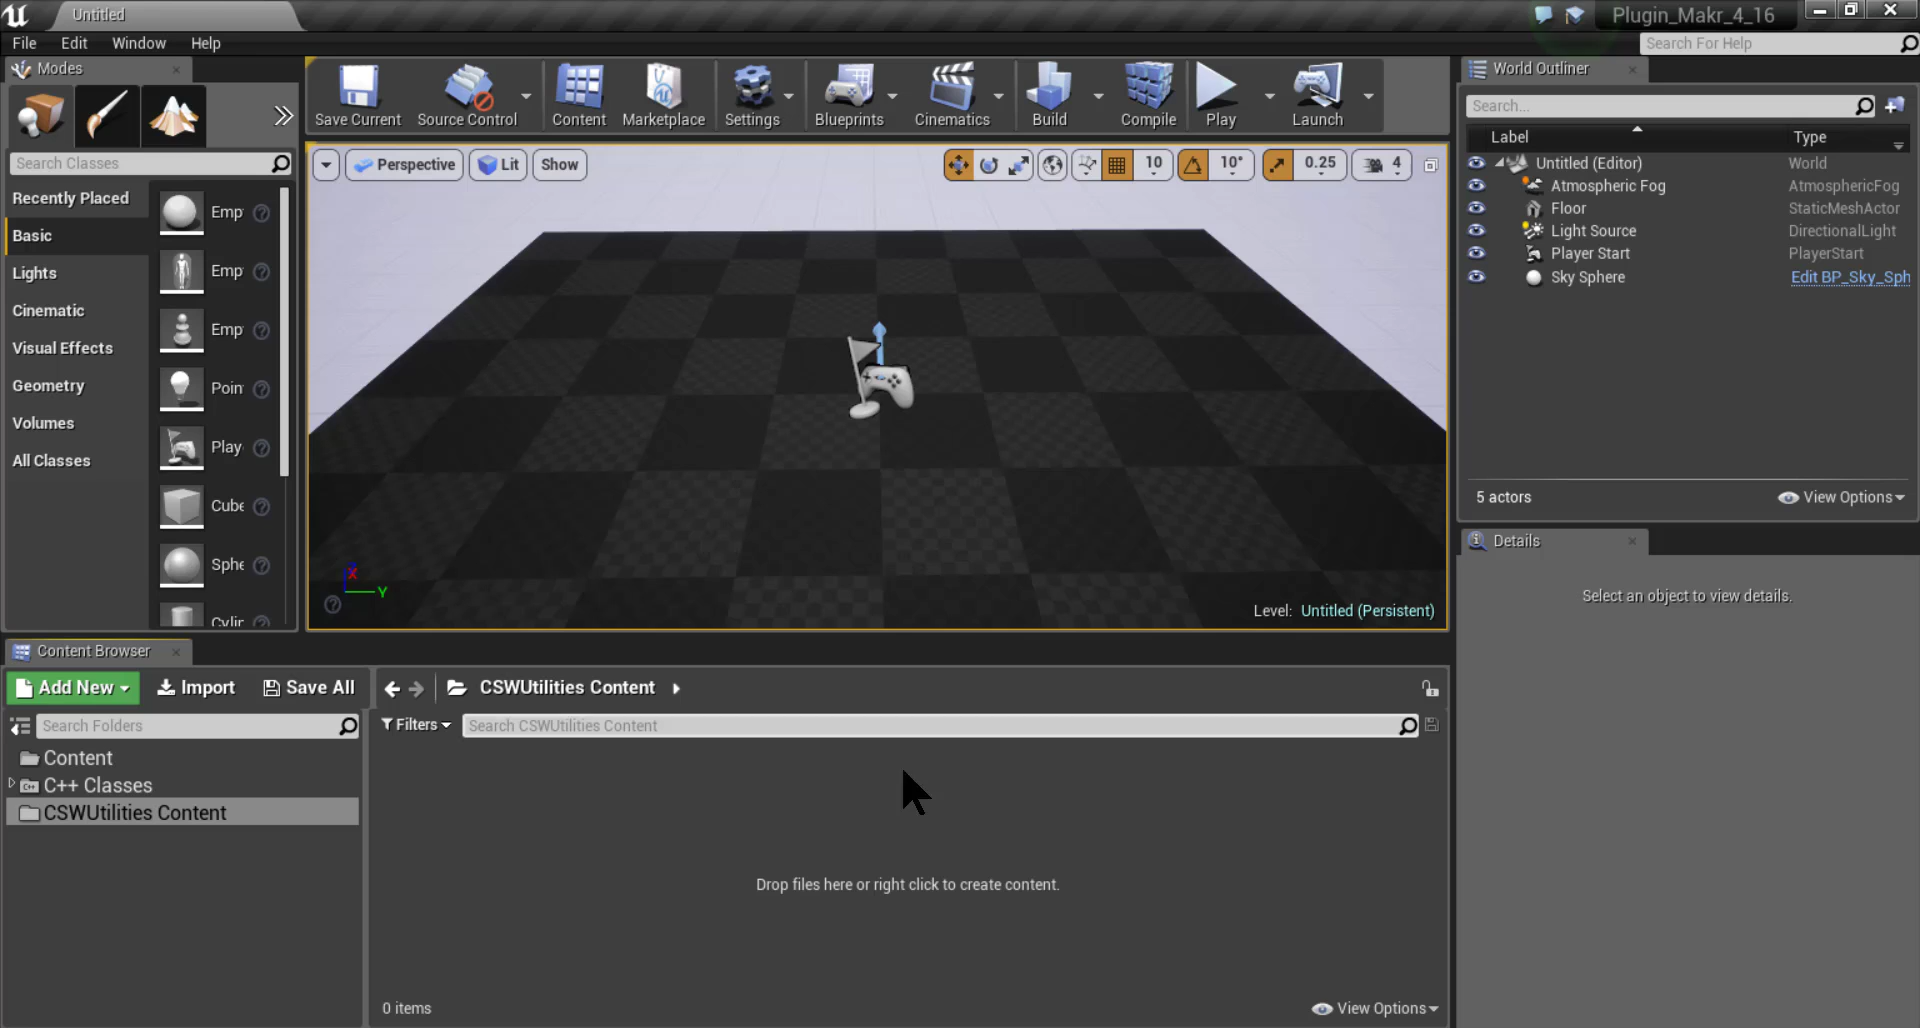 Untitled
Plugin_Makr_4_16
File Edit Window Help
Search For Help
Modes
Save Current
Source Control
Content
Marketplace
Settings
Blueprints
Cinematics
Build
Compile
Play
Launch
Search Classes
Recently Placed
Basic
Lights
Cinematic
Visual Effects
Geometry
Volumes
All Classes
Emp
Emp
Emp
Poin
Play
Cube
Sphe
Cylin
Perspective
Lit
Show
10
10°
0.25
4
X
Y
Level: Untitled (Persistent)
World Outliner
Search...
Label Type
Untitled (Editor) World
Atmospheric Fog AtmosphericFog
Floor StaticMeshActor
Light Source DirectionalLight
Player Start PlayerStart
Sky Sphere Edit BP_Sky_Sph
5 actors
View Options
Details
Select an object to view details.
Content Browser
Add New
Import
Save All
CSWUtilities Content
Search Folders
Filters
Search CSWUtilities Content
Content
C++ Classes
CSWUtilities Content
Drop files here or right click to create content.
0 items
View Options